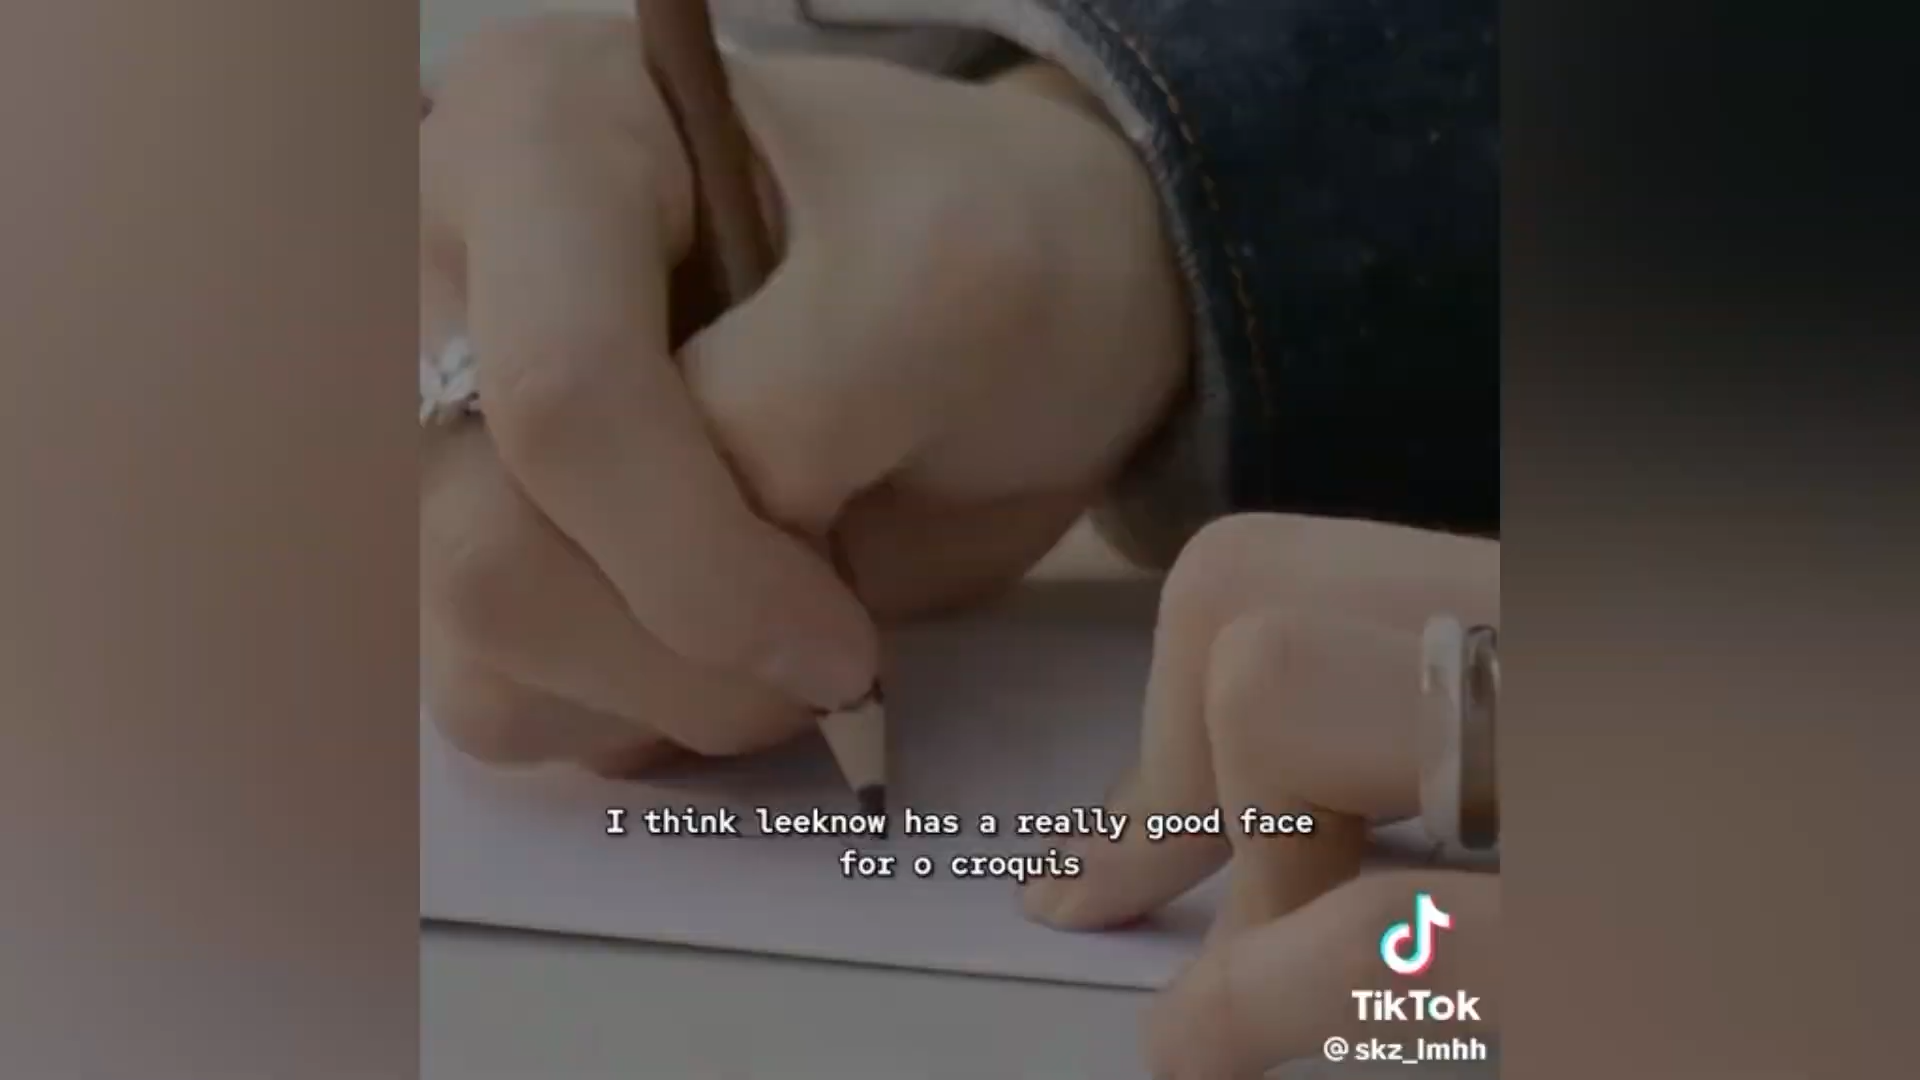 I think leeknow has a really good face
for o croquis
TikTok
@skz_lmhh